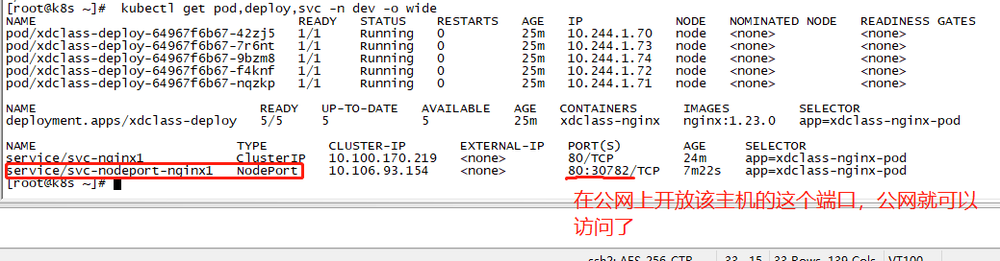 [root@k8s ~]# kubectl get pod,deploy,svc -n dev -o wide
NAME READY STATUS RESTARTS AGE IP NODE NOMINATED NODE READINESS GATES
pod/xdclass-deploy-64967f6b67-42zj5 1/1 Running 0 25m 10.244.1.70 node <none> <none>
pod/xdclass-deploy-64967f6b67-7r6nt 1/1 Running 0 25m 10.244.1.73 node <none> <none>
pod/xdclass-deploy-64967f6b67-9bzm8 1/1 Running 0 25m 10.244.1.74 node <none> <none>
pod/xdclass-deploy-64967f6b67-f4knf 1/1 Running 0 25m 10.244.1.72 node <none> <none>
pod/xdclass-deploy-64967f6b67-nqzkp 1/1 Running 0 25m 10.244.1.71 node <none> <none>
NAME READY UP-TO-DATE AVAILABLE AGE CONTAINERS IMAGES SELECTOR
deployment.apps/xdclass-deploy 5/5 5 5 25m xdclass-nginx nginx:1.23.0 app=xdclass-nginx-pod
NAME TYPE CLUSTER-IP EXTERNAL-IP PORT(S) AGE SELECTOR
service/svc-nginx1 ClusterIP 10.100.170.219 <none> 80/TCP 24m app=xdclass-nginx-pod
service/svc-nodeport-nginx1 NodePort 10.106.93.154 <none> 80:30782/TCP 7m22s app=xdclass-nginx-pod
[root@k8s ~]#
在公网上开放该主机的这个端口，公网就可以
访问了
ssh2: AES-256-CTR 33, 15 33 Rows, 139 Cols VT100